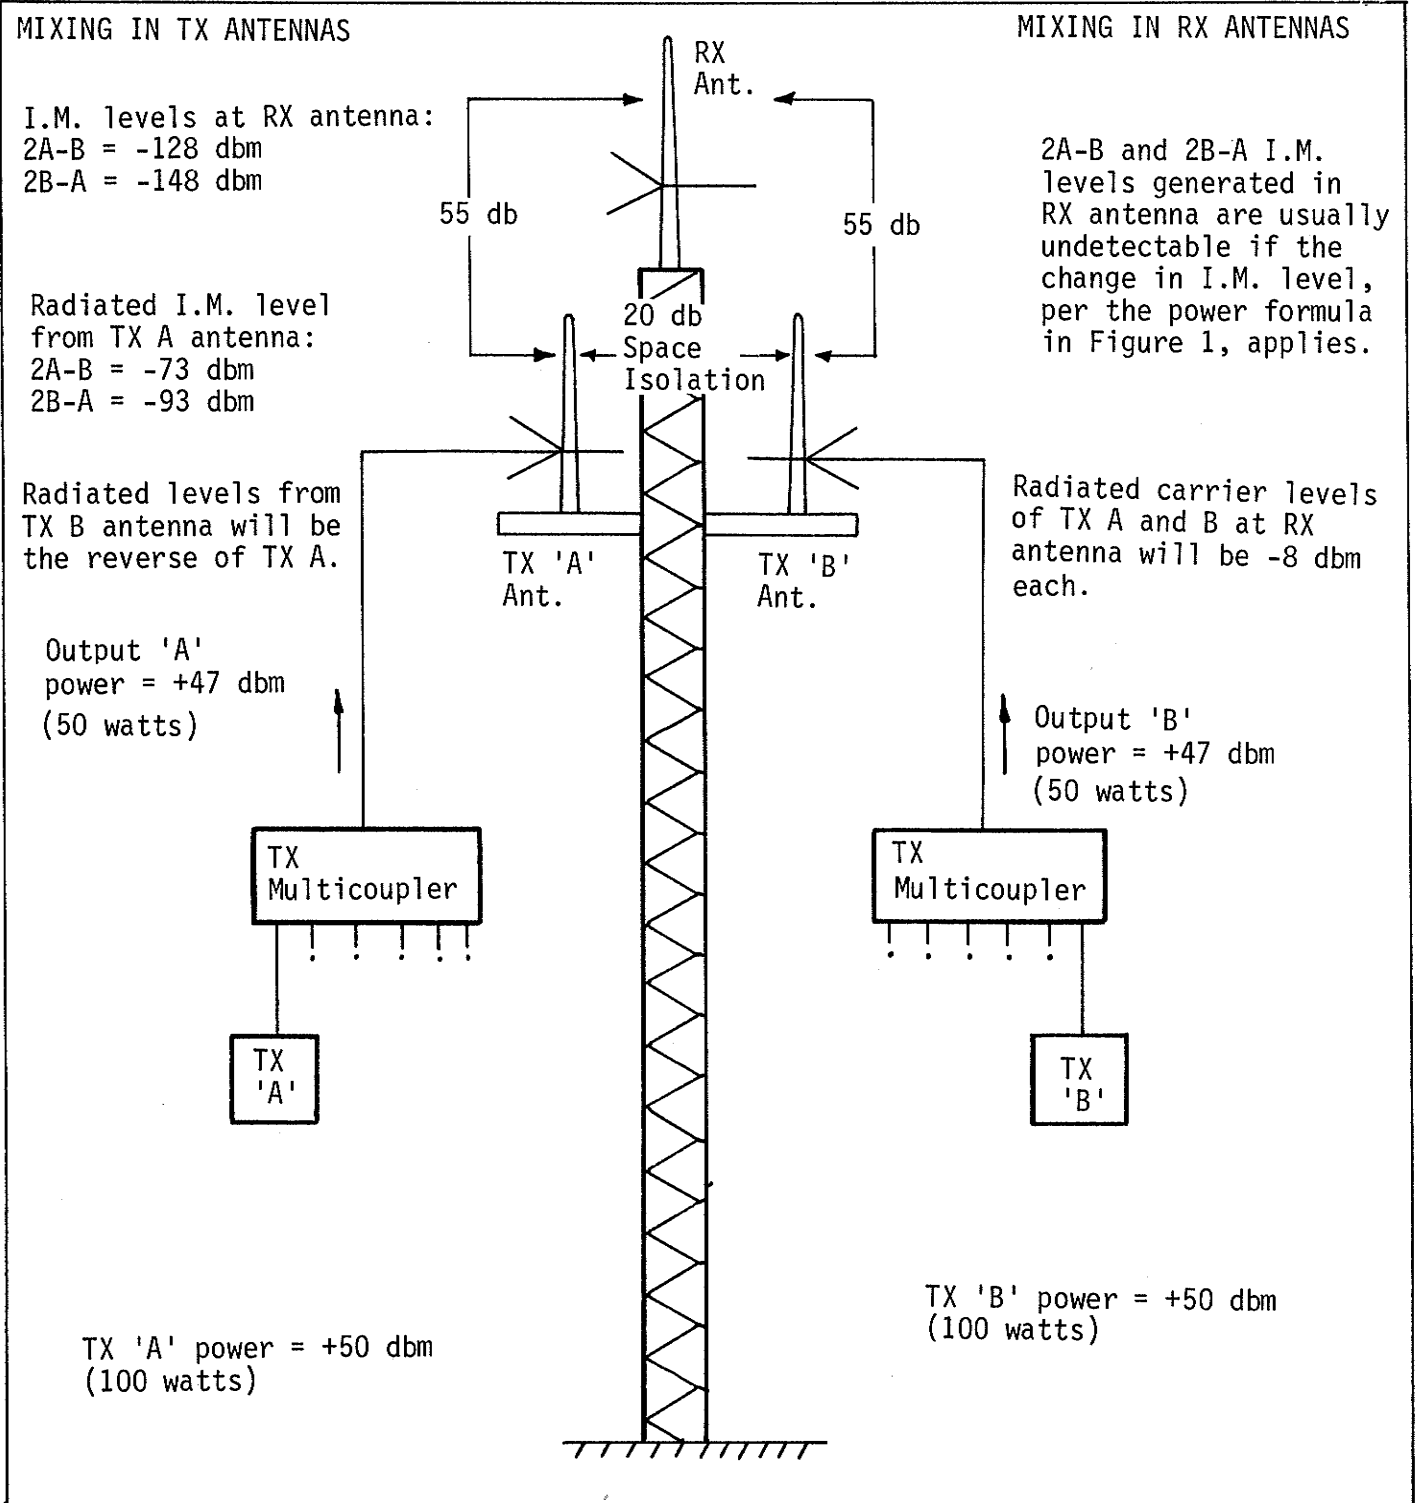 MIXING IN TX ANTENNAS
MIXING IN RX ANTENNAS
RX
Ant.
I.M. levels at RX antenna:
2A-B = -128 dbm
2B-A = -148 dbm
2A-B and 2B-A I.M.
levels generated in
RX antenna are usually
undetectable if the
change in I.M. level,
per the power formula
in Figure 1, applies.
55 db
55 db
Radiated I.M. level
from TX A antenna:
2A-B = -73 dbm
2B-A = -93 dbm
20 db
Space
Isolation
Radiated levels from
TX B antenna will be
the reverse of TX A.
Radiated carrier levels
of TX A and B at RX
antenna will be -8 dbm
each.
TX 'A'
Ant.
TX 'B'
Ant.
Output 'A'
power = +47 dbm
(50 watts)
Output 'B'
power = +47 dbm
(50 watts)
TX
Multicoupler
TX
Multicoupler
TX
'A'
TX
'B'
TX 'A' power = +50 dbm
(100 watts)
TX 'B' power = +50 dbm
(100 watts)